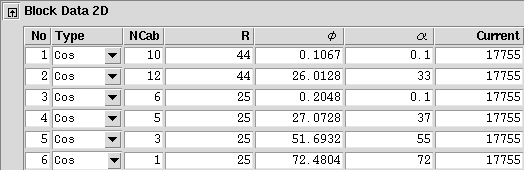 Block Data 2D
No Type NCab R ϕ α Current
1 Cos 10 44 0.1067 0.1 17755
2 Cos 12 44 26.0128 33 17755
3 Cos 6 25 0.2048 0.1 17755
4 Cos 5 25 27.0728 37 17755
5 Cos 3 25 51.6932 55 17755
6 Cos 1 25 72.4804 72 17755